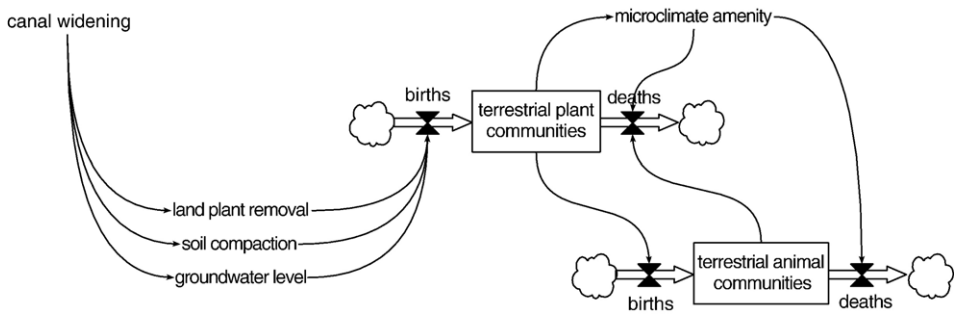 canal widening
microclimate amenity
births
terrestrial plant
communities
deaths
land plant removal
soil compaction
groundwater level
terrestrial animal
communities
births
deaths